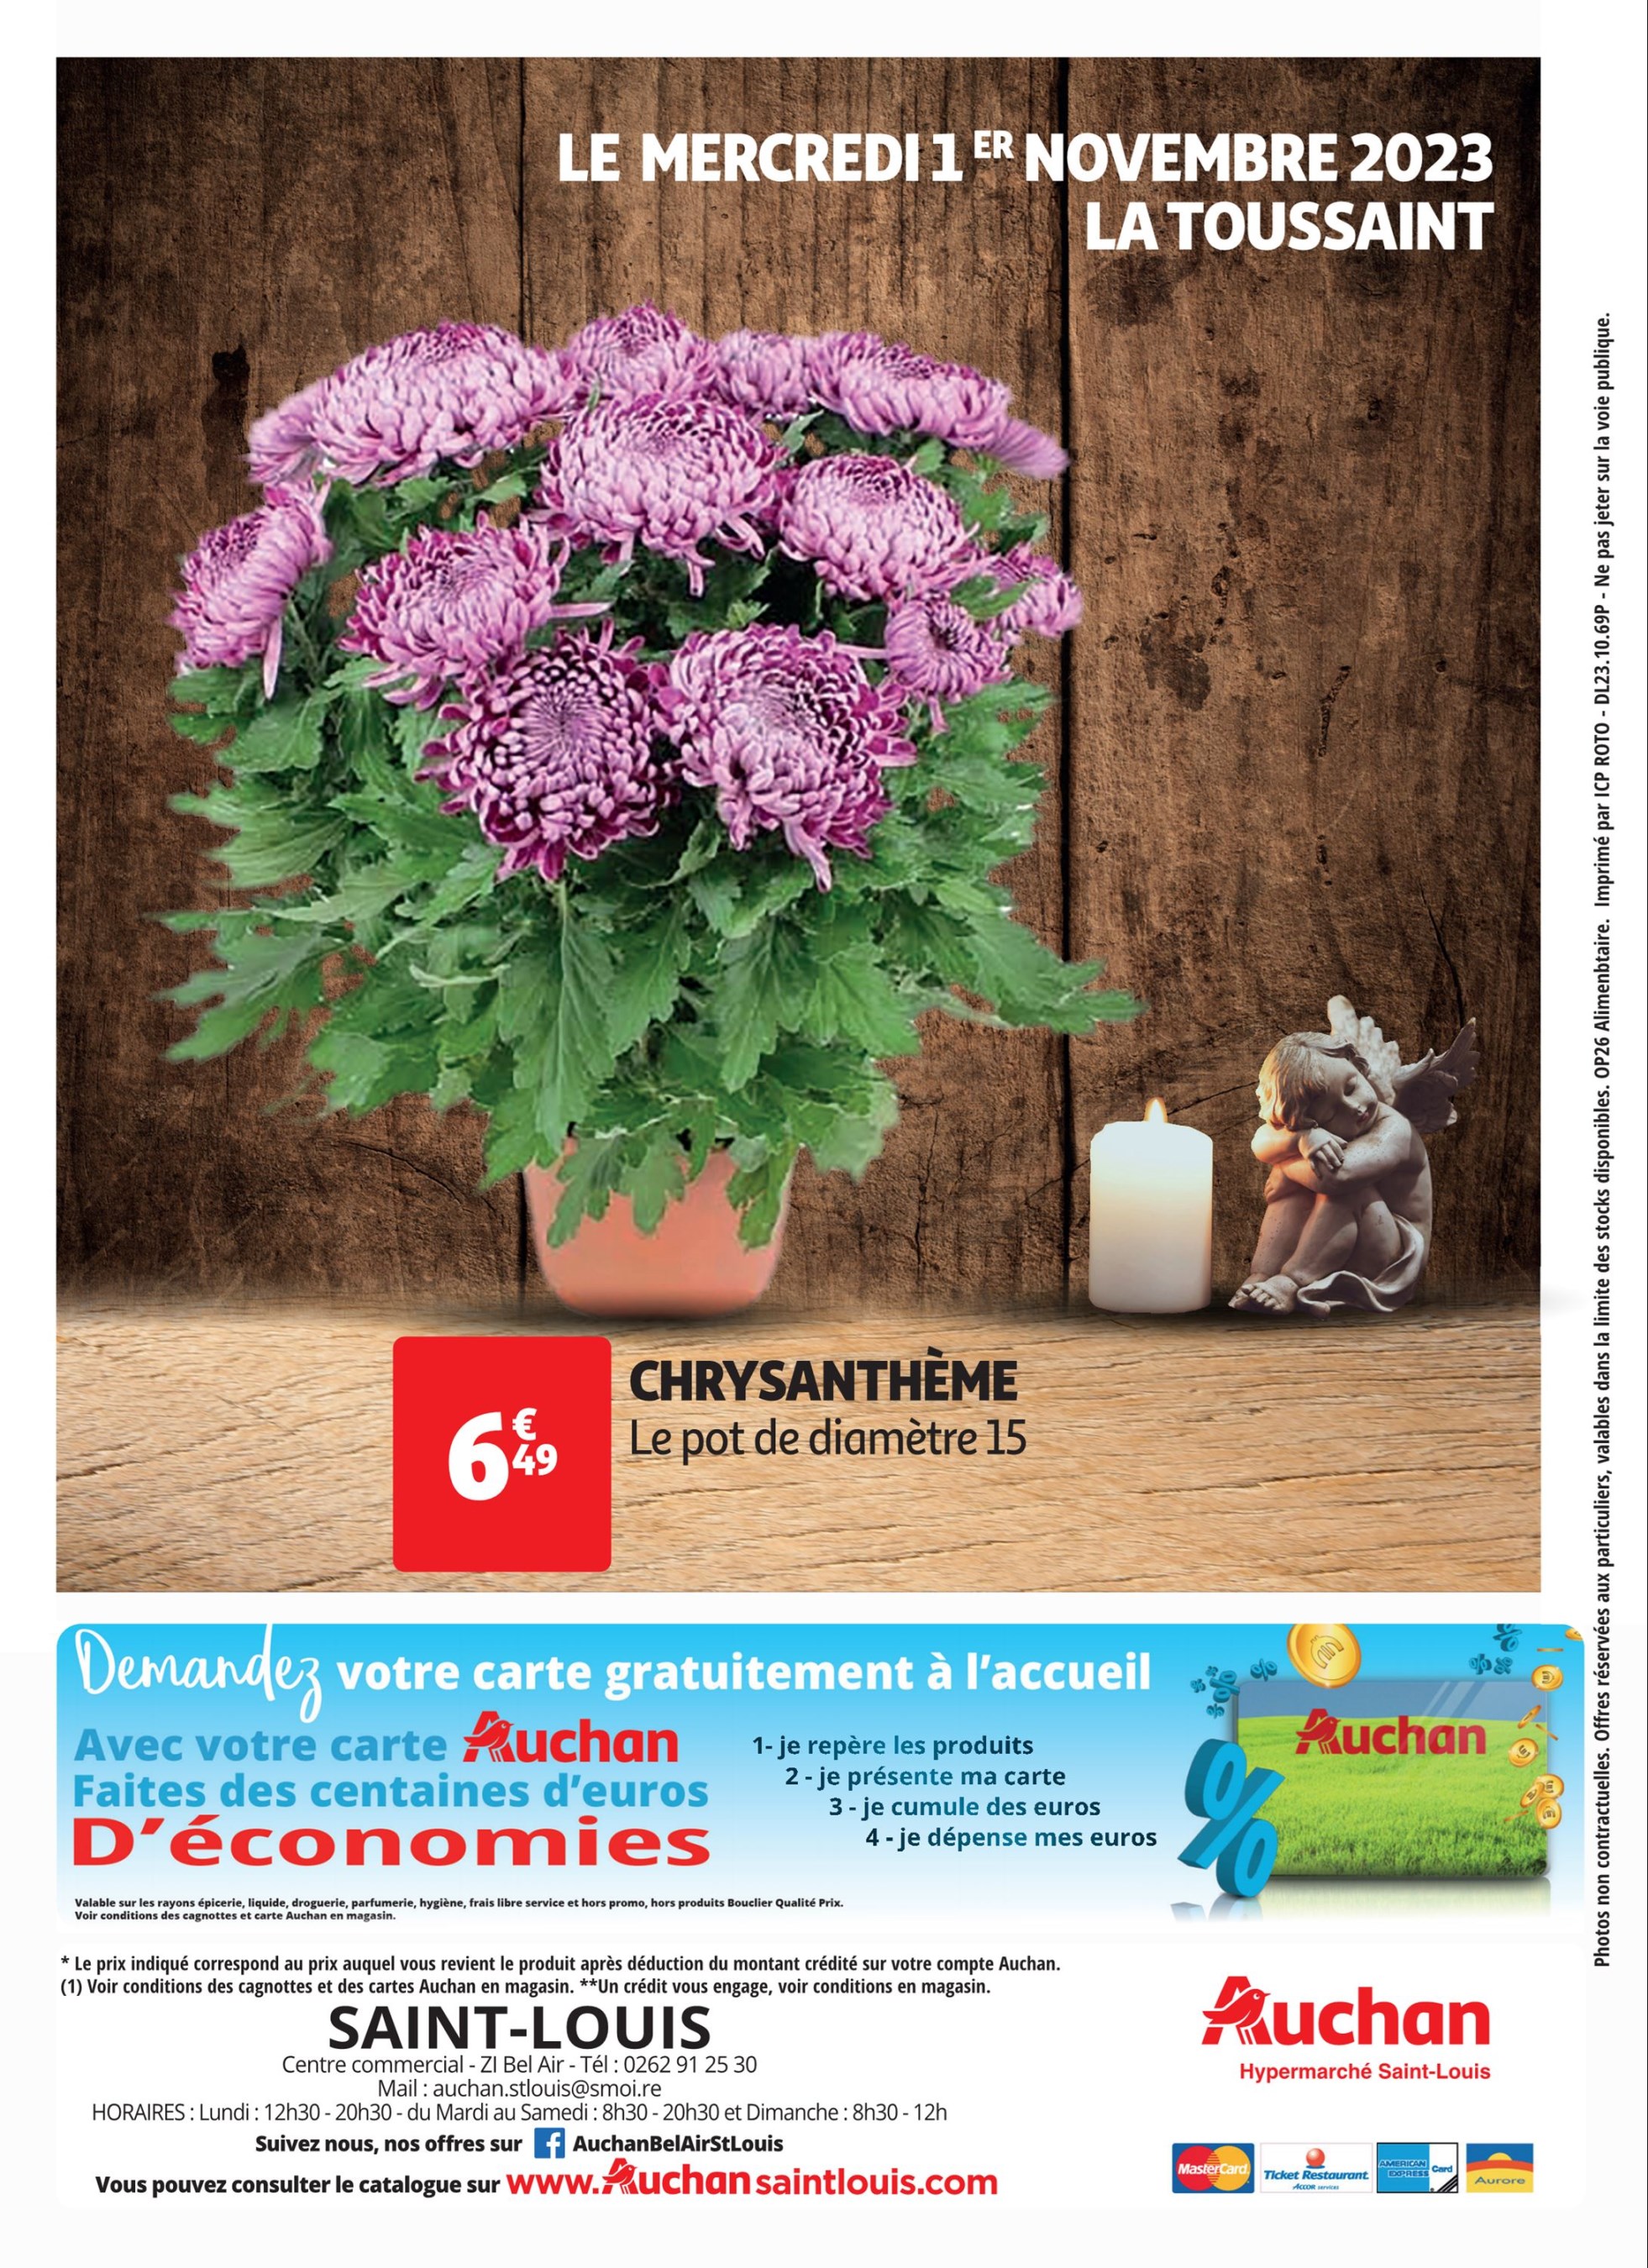 LE MERCREDI 1ER NOVEMBRE 2023
LA TOUSSAINT
6€49
CHRYSANTHÈME
Le pot de diamètre 15
Demandez votre carte gratuitement à l'accueil
Avec votre carte Auchan
Faites des centaines d'euros
D'économies
1- je repère les produits
2 - je présente ma carte
3 - je cumule des euros
4 - je dépense mes euros
Auchan
%
Valable sur les rayons épicerie, liquide, droguerie, parfumerie, hygiène, frais libre service et hors promo, hors produits Bouclier Qualité Prix.
Voir conditions des cagnottes et carte Auchan en magasin.
* Le prix indiqué correspond au prix auquel vous revient le produit après déduction du montant crédité sur votre compte Auchan.
(1) Voir conditions des cagnottes et des cartes Auchan en magasin. **Un crédit vous engage, voir conditions en magasin.
SAINT-LOUIS
Centre commercial - ZI Bel Air - Tél : 0262 91 25 30
Mail : auchan.stlouis@smoi.re
HORAIRES : Lundi : 12h30 - 20h30 - du Mardi au Samedi : 8h30 - 20h30 et Dimanche : 8h30 - 12h
Suivez nous, nos offres sur f AuchanBelAirStLouis
Vous pouvez consulter le catalogue sur www.Auchansaintlouis.com
Auchan
Hypermarché Saint-Louis
MasterCard
Ticket Restaurant
ACCOR SERVICES
AMERICAN EXPRESS Card
Aurore
Photos non contractuelles. Offres réservées aux particuliers, valables dans la limite des stocks disponibles. OP26 Alimenbtaire. Imprimé par ICP ROTO - DL23.10.69P - Ne pas jeter sur la voie publique.